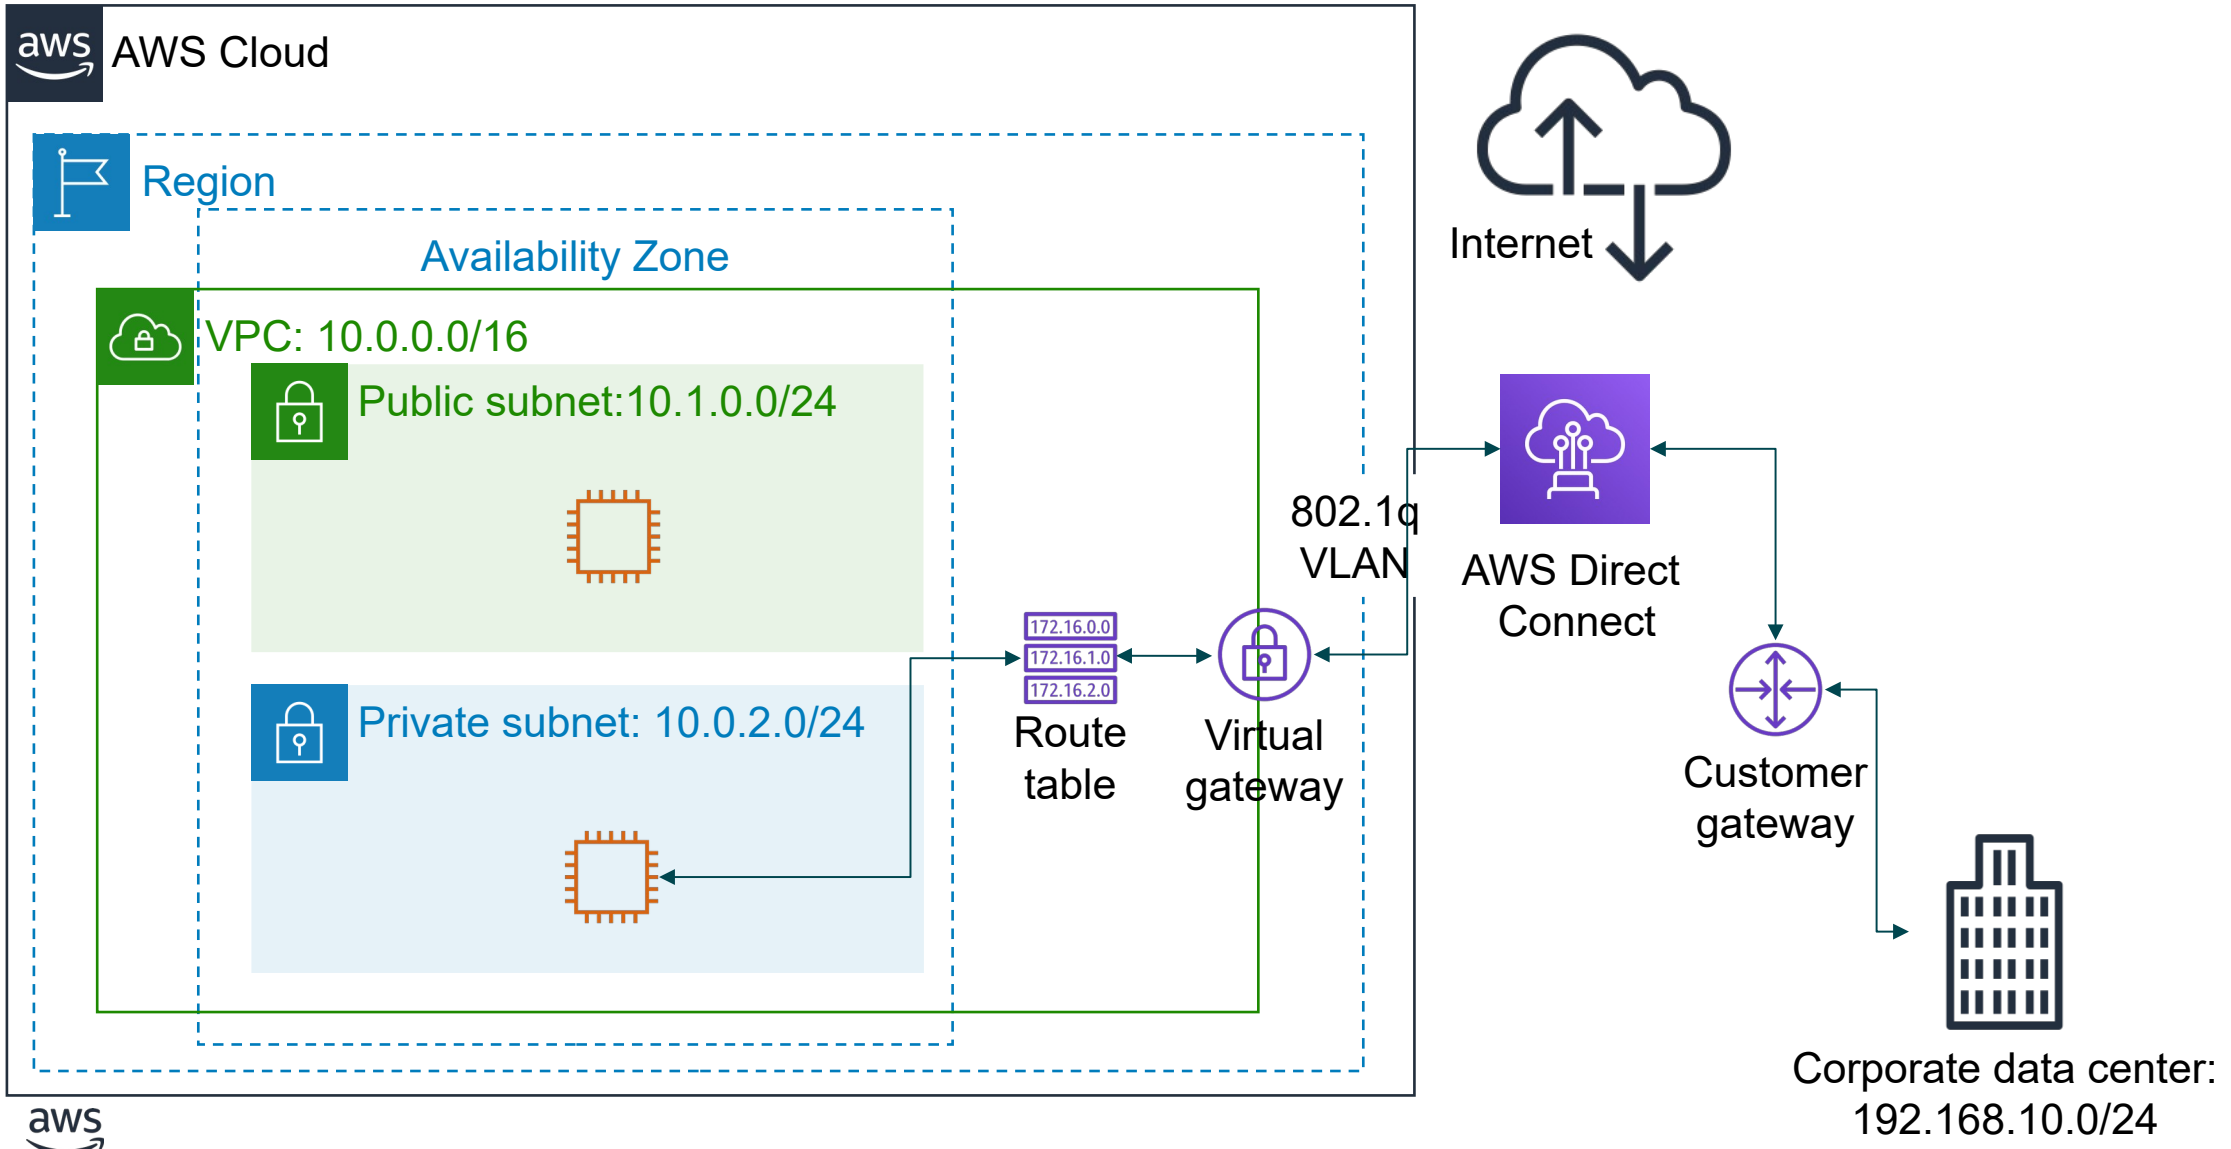 aws
AWS Cloud
Region
Availability Zone
VPC: 10.0.0.0/16
Public subnet:10.1.0.0/24
Private subnet: 10.0.2.0/24
172.16.0.0
172.16.1.0
172.16.2.0
Route
table
Virtual
gateway
802.1q
VLAN
Internet
AWS Direct
Connect
Customer
gateway
Corporate data center:
192.168.10.0/24
aws